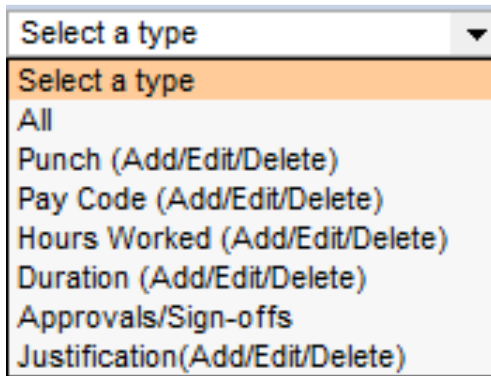 Select a type
Select a type
All
Punch (Add/Edit/Delete)
Pay Code (Add/Edit/Delete)
Hours Worked (Add/Edit/Delete)
Duration (Add/Edit/Delete)
Approvals/Sign-offs
Justification(Add/Edit/Delete)